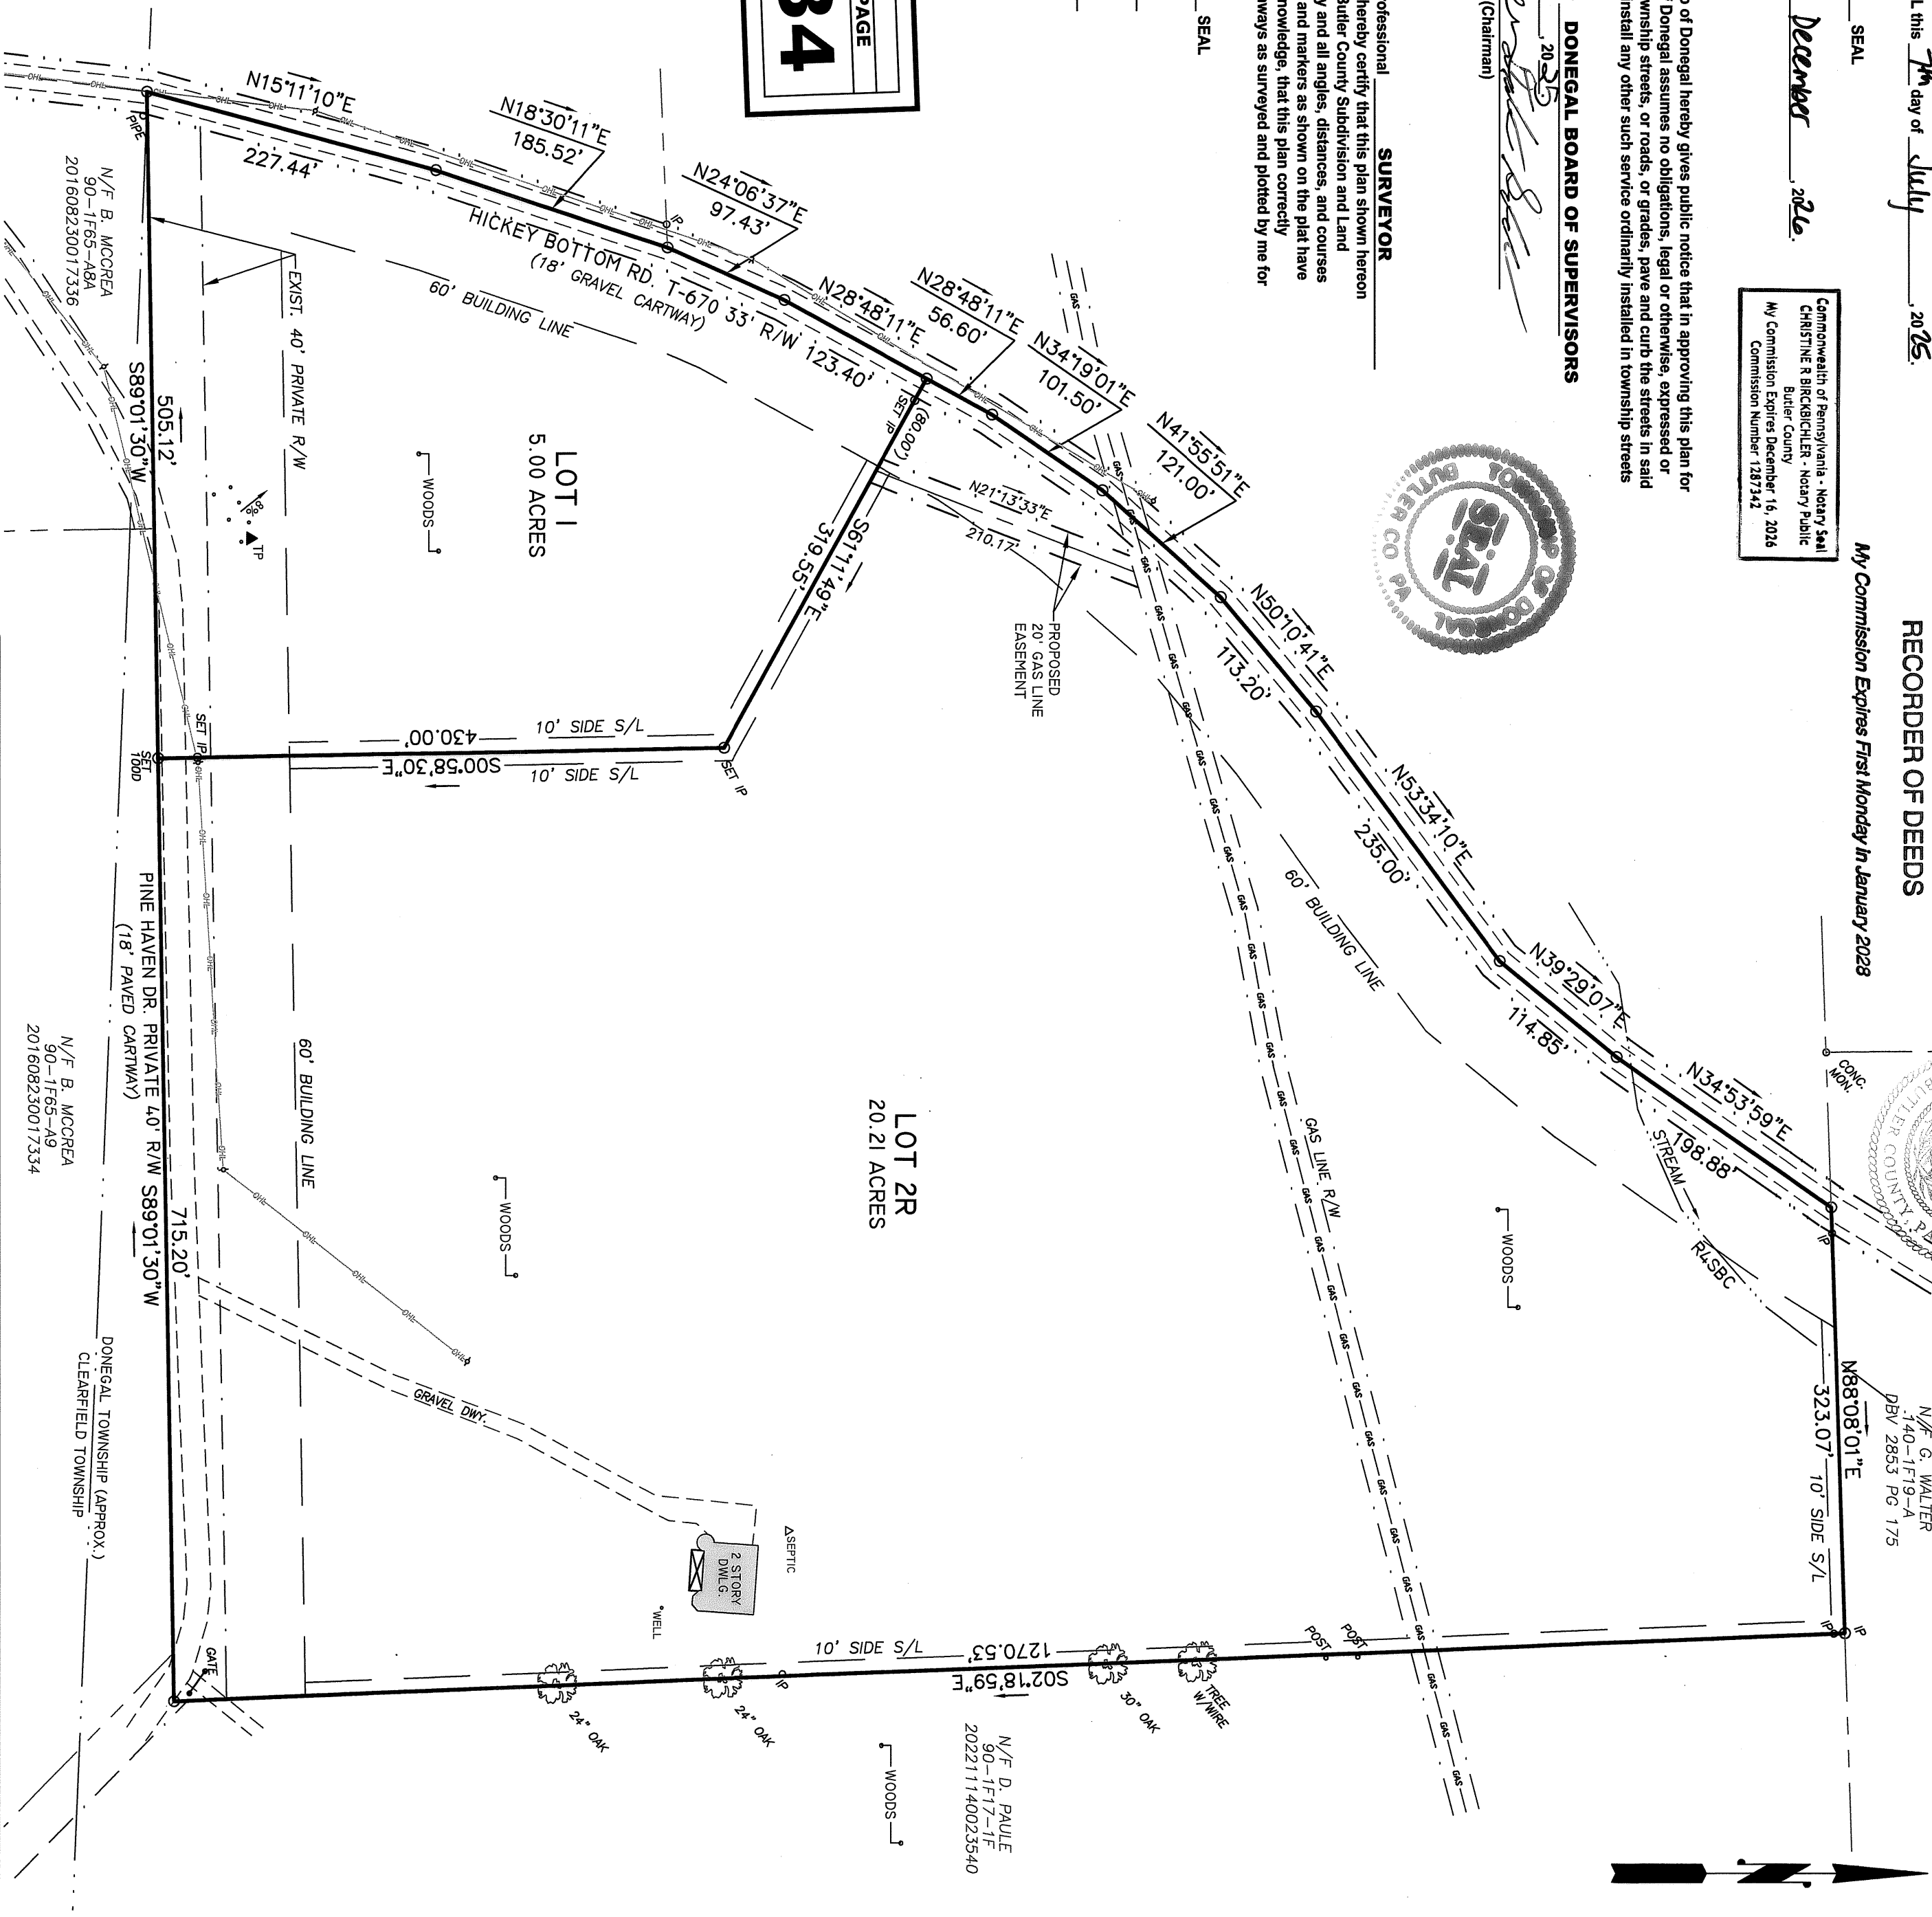 L this 7th day of July, 2025.
RECORDER OF DEEDS
My Commission Expires First Monday in January 2028
SEAL
December, 2026.
Commonwealth of Pennsylvania - Notary Seal
CHRISTINE R BIRCKBICHLER - Notary Public
Butler County
My Commission Expires December 16, 2026
Commission Number 1287342
of Donegal hereby gives public notice that in approving this plan for
Donegal assumes no obligations, legal or otherwise, expressed or
wnship streets, or roads, or grades, pave and curb the streets in said
install any other such service ordinarily installed in township streets
DONEGAL BOARD OF SUPERVISORS
, 2025
(Chairman)
TOWNSHIP OF DONEGAL
SEAL
BUTLER CO PA
SURVEYOR
rofessional
hereby certify that this plan shown hereon
Butler County Subdivision and Land
y and all angles, distances, and courses
and markers as shown on the plat have
nowledge, that this plan correctly
ways as surveyed and plotted by me for
SEAL
PAGE
34
BUTLER COUNTY, PA
N/F G. WALTER
140-1F19-A
DBV 2853 PG 175
CONC.
MON.
N88°08'01"E
323.07'
10' SIDE S/L
IP
IP
IP
N34°53'59"E
198.88'
STREAM
R4SBC
N39°29'07"E
114.85'
N53°34'10"E
235.00'
N50°10'41"E
113.20'
N41°55'51"E
121.00'
N34°19'01"E
101.50'
N28°48'11"E
56.60'
N28°48'11"E
123.40'
N24°06'37"E
97.43'
N18°30'11"E
185.52'
N15°11'10"E
227.44'
HICKEY BOTTOM RD. T-670 33' R/W
(18' GRAVEL CARTWAY)
60' BUILDING LINE
60' BUILDING LINE
60' BUILDING LINE
WOODS
GAS LINE R/W
GAS
PROPOSED
20' GAS LINE
EASEMENT
N21°13'33"E
210.17'
(80.00')
SET IP
S61°11'49"E
319.55'
SET IP
10' SIDE S/L
10' SIDE S/L
430.00'
S00°58'30"E
SET IP
SET
100D
LOT 1
5.00 ACRES
WOODS
8%
TP
EXIST. 40' PRIVATE R/W
IP
PIPE
505.12'
S89°01'30"W
N/F B. MCCREA
90-1F65-A8A
201608230017336
LOT 2R
20.21 ACRES
WOODS
OHL
GRAVEL DWY.
2 STORY
DWLG.
SEPTIC
WELL
PINE HAVEN DR. PRIVATE 40' R/W S89°01'30"W
(18' PAVED CARTWAY)
715.20'
N/F B. MCCREA
90-1F65-A9
201608230017334
DONEGAL TOWNSHIP (APPROX.)
CLEARFIELD TOWNSHIP
GATE
24" OAK
24" OAK
IP
30" OAK
TREE
W/WIRE
POST
POST
10' SIDE S/L
1270.53'
S02°18'59"E
N/F D. PAULE
90-1F17-1F
202211140023540
WOODS
N